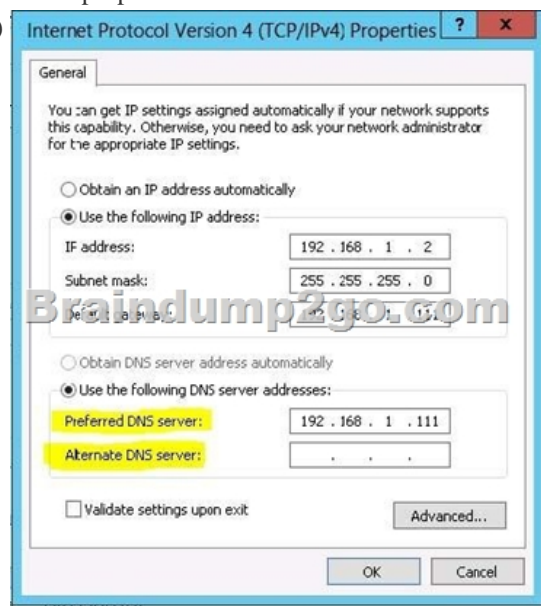 Internet Protocol Version 4 (TCP/IPv4) Properties ? x
General
You can get IP settings assigned automatically if your network supports
this capability. Otherwise, you need to ask your network administrator
for the appropriate IP settings.
Obtain an IP address automatically
Use the following IP address:
IF address: 192 . 168 . 1 . 2
Subnet mask: 255 . 255 . 255 . 0
Braindump2go.com
Obtain DNS server address automatically
Use the following DNS server addresses:
Preferred DNS server: 192 . 168 . 1 . 111
Alternate DNS server: . . .
Validate settings upon exit
Advanced...
OK Cancel